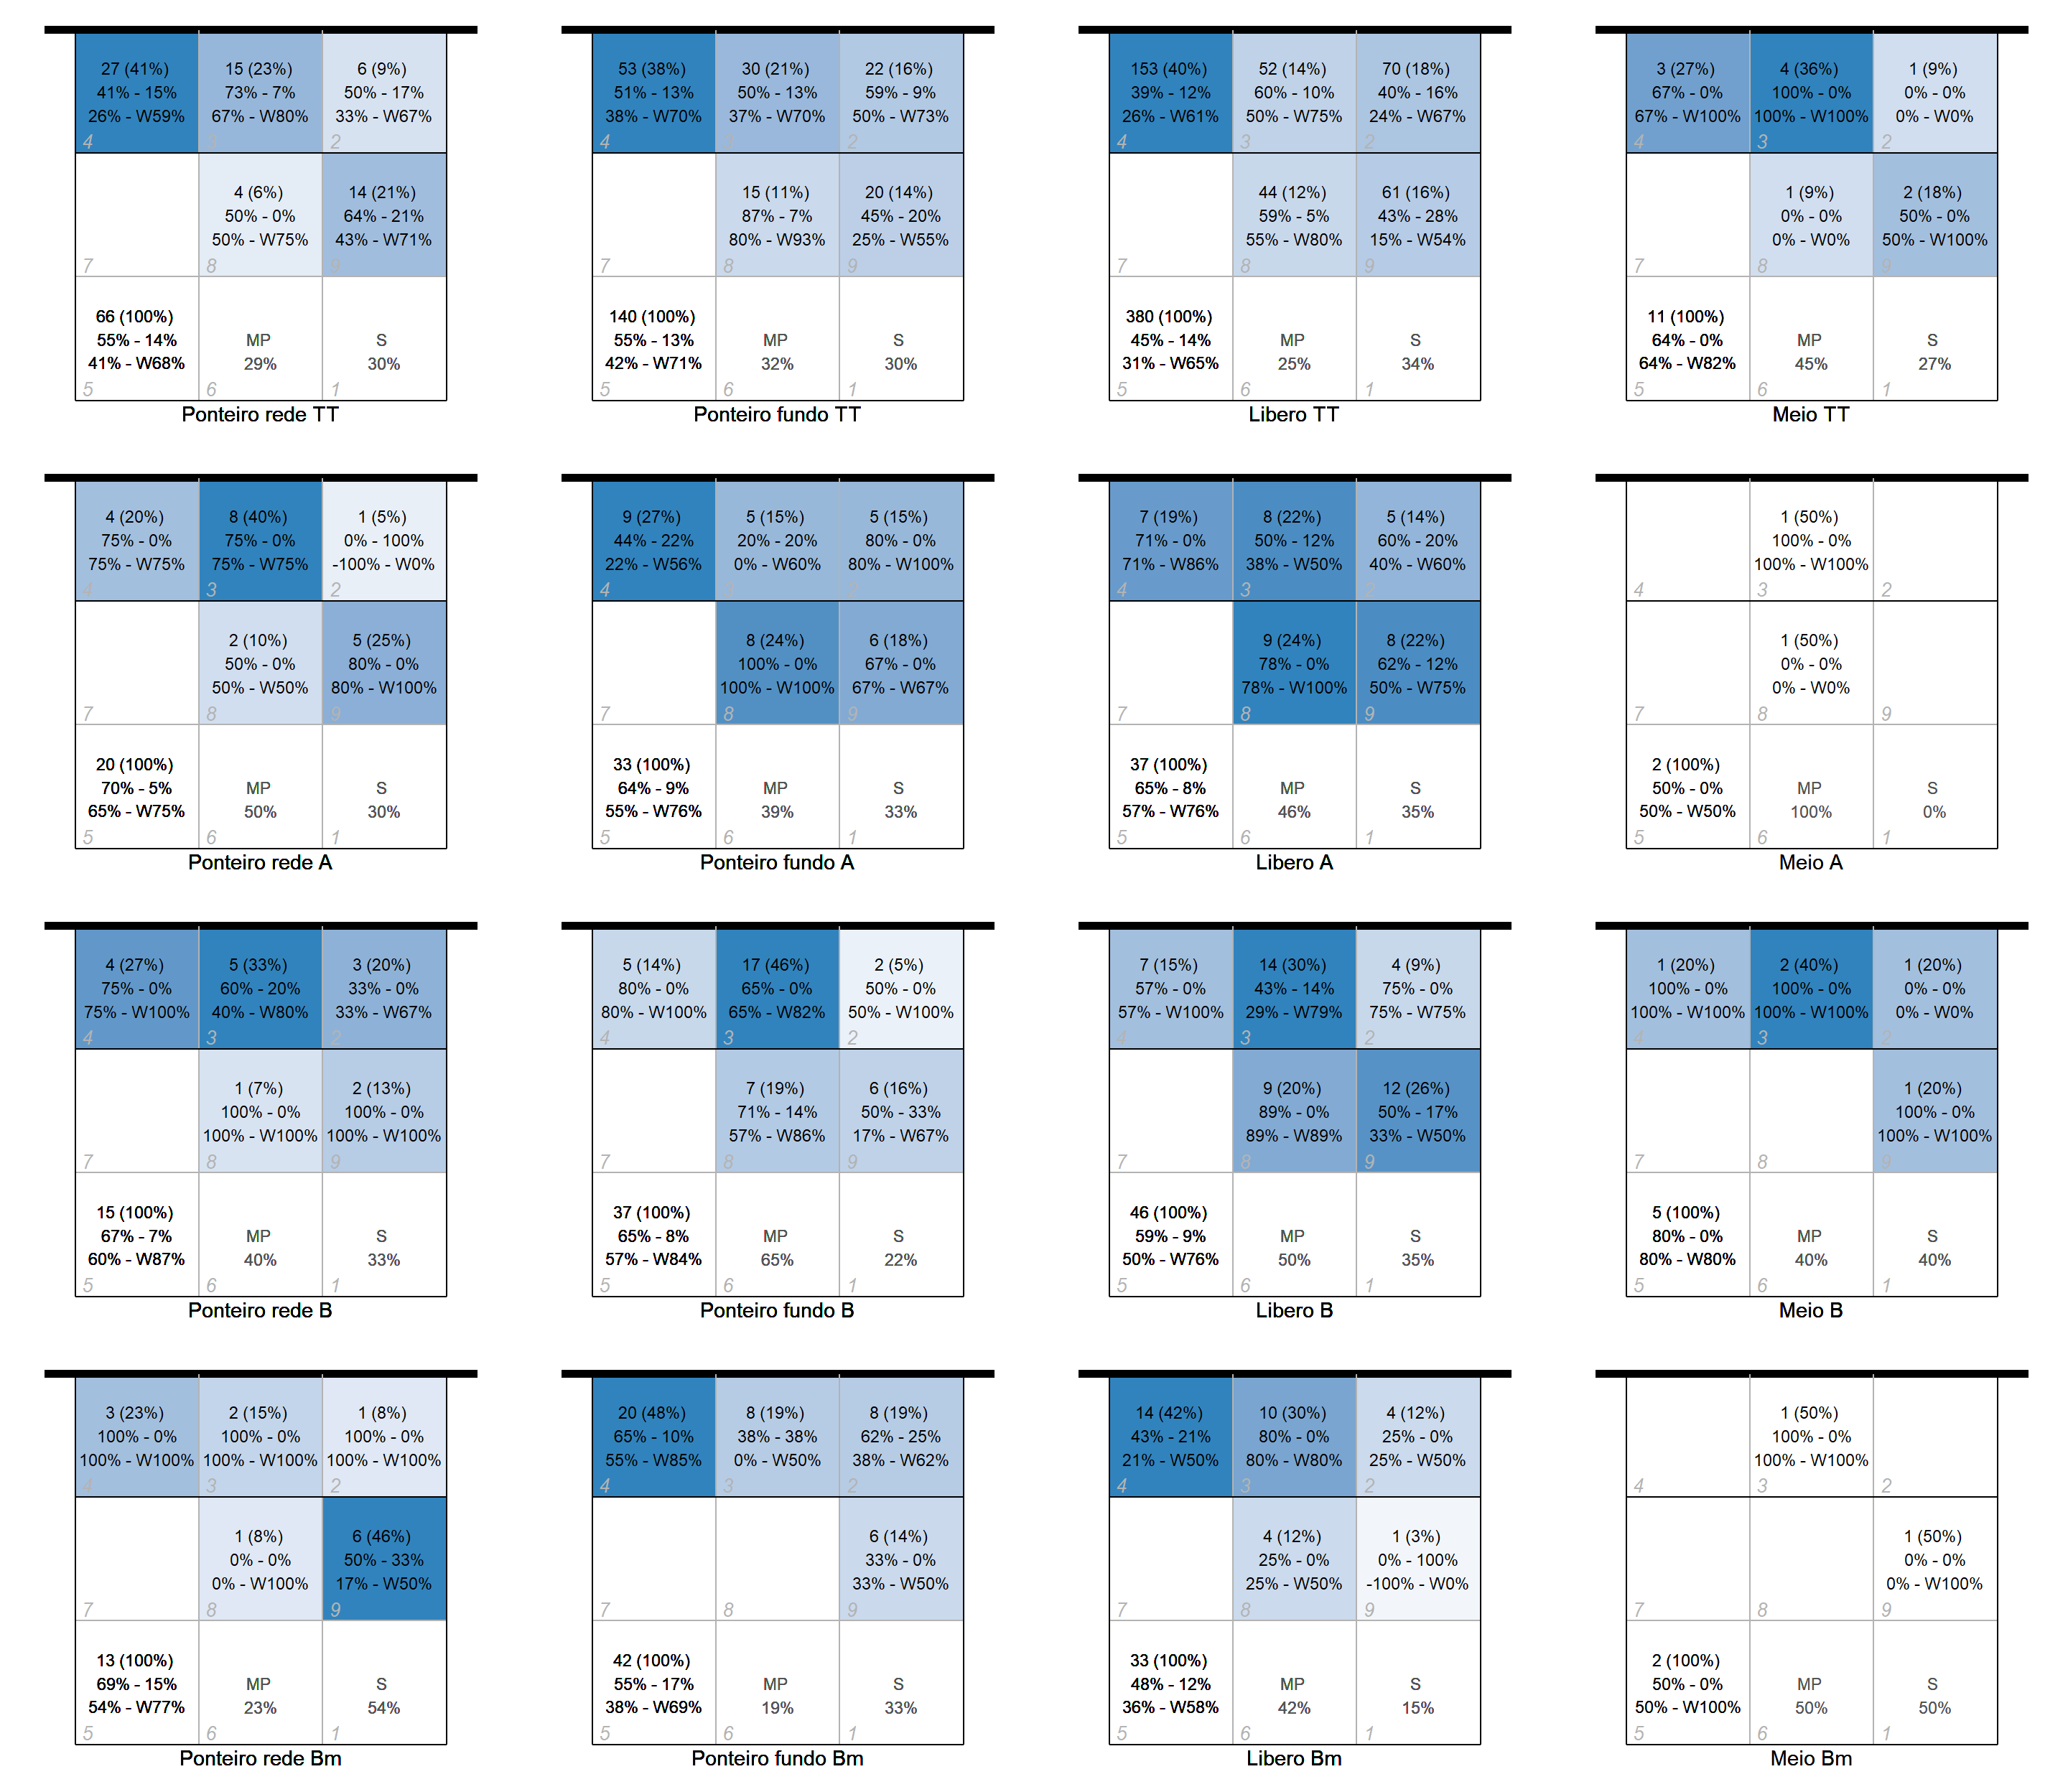 27 (41%)
41% - 15%
26% - W59%
4
15 (23%)
73% - 7%
67% - W80%
6 (9%)
50% - 17%
33% - W67%
2
7
4 (6%)
50% - 0%
50% - W75%
8
14 (21%)
64% - 21%
43% - W71%
9
66 (100%)
55% - 14%
41% - W68%
5
MP
29%
6
S
30%
1
Ponteiro rede TT
53 (38%)
51% - 13%
38% - W70%
4
30 (21%)
50% - 13%
37% - W70%
3
22 (16%)
59% - 9%
50% - W73%
2
7
15 (11%)
87% - 7%
80% - W93%
8
20 (14%)
45% - 20%
25% - W55%
9
140 (100%)
55% - 13%
42% - W71%
5
MP
32%
6
S
30%
1
Ponteiro fundo TT
153 (40%)
39% - 12%
26% - W61%
4
52 (14%)
60% - 10%
50% - W75%
3
70 (18%)
40% - 16%
24% - W67%
2
7
44 (12%)
59% - 5%
55% - W80%
8
61 (16%)
43% - 28%
15% - W54%
9
380 (100%)
45% - 14%
31% - W65%
5
MP
25%
6
S
34%
1
Libero TT
3 (27%)
67% - 0%
67% - W100%
4
4 (36%)
100% - 0%
100% - W100%
3
1 (9%)
0% - 0%
0% - W0%
2
7
1 (9%)
0% - 0%
0% - W0%
8
2 (18%)
50% - 0%
50% - W100%
9
11 (100%)
64% - 0%
64% - W82%
5
MP
45%
6
S
27%
1
Meio TT
4 (20%)
75% - 0%
75% - W75%
4
8 (40%)
75% - 0%
75% - W75%
3
1 (5%)
0% - 100%
-100% - W0%
2
7
2 (10%)
50% - 0%
50% - W50%
8
5 (25%)
80% - 0%
80% - W100%
9
20 (100%)
70% - 5%
65% - W75%
5
MP
50%
6
S
30%
1
Ponteiro rede A
9 (27%)
44% - 22%
22% - W56%
4
5 (15%)
20% - 20%
0% - W60%
5 (15%)
80% - 0%
80% - W100%
7
8 (24%)
100% - 0%
100% - W100%
8
6 (18%)
67% - 0%
67% - W67%
9
33 (100%)
64% - 9%
55% - W76%
5
MP
39%
6
S
33%
1
Ponteiro fundo A
7 (19%)
71% - 0%
71% - W86%
4
8 (22%)
50% - 12%
38% - W50%
3
5 (14%)
60% - 20%
40% - W60%
2
7
9 (24%)
78% - 0%
78% - W100%
8
8 (22%)
62% - 12%
50% - W75%
9
37 (100%)
65% - 8%
57% - W76%
5
MP
46%
6
S
35%
1
Libero A
4
1 (50%)
100% - 0%
100% - W100%
3
2
7
1 (50%)
0% - 0%
0% - W0%
8
9
2 (100%)
50% - 0%
50% - W50%
5
MP
100%
6
S
0%
1
Meio A
4 (27%)
75% - 0%
75% - W100%
4
5 (33%)
60% - 20%
40% - W80%
3
3 (20%)
33% - 0%
33% - W67%
2
7
1 (7%)
100% - 0%
100% - W100%
8
2 (13%)
100% - 0%
100% - W100%
9
15 (100%)
67% - 7%
60% - W87%
5
MP
40%
6
S
33%
1
Ponteiro rede B
5 (14%)
80% - 0%
80% - W100%
4
17 (46%)
65% - 0%
65% - W82%
3
2 (5%)
50% - 0%
50% - W100%
2
7
7 (19%)
71% - 14%
57% - W86%
8
6 (16%)
50% - 33%
17% - W67%
9
37 (100%)
65% - 8%
57% - W84%
5
MP
65%
6
S
22%
1
Ponteiro fundo B
7 (15%)
57% - 0%
57% - W100%
4
14 (30%)
43% - 14%
29% - W79%
3
4 (9%)
75% - 0%
75% - W75%
2
7
9 (20%)
89% - 0%
89% - W89%
8
12 (26%)
50% - 17%
33% - W50%
9
46 (100%)
59% - 9%
50% - W76%
5
MP
50%
6
S
35%
1
Libero B
1 (20%)
100% - 0%
100% - W100%
4
2 (40%)
100% - 0%
100% - W100%
3
1 (20%)
0% - 0%
0% - W0%
2
7
8
1 (20%)
100% - 0%
100% - W100%
9
5 (100%)
80% - 0%
80% - W80%
5
MP
40%
6
S
40%
1
Meio B
3 (23%)
100% - 0%
100% - W100%
4
2 (15%)
100% - 0%
100% - W100%
3
1 (8%)
100% - 0%
100% - W100%
2
7
1 (8%)
0% - 0%
0% - W100%
8
6 (46%)
50% - 33%
17% - W50%
9
13 (100%)
69% - 15%
54% - W77%
5
MP
23%
6
S
54%
1
Ponteiro rede Bm
20 (48%)
65% - 10%
55% - W85%
4
8 (19%)
38% - 38%
0% - W50%
3
8 (19%)
62% - 25%
38% - W62%
2
7
8
6 (14%)
33% - 0%
33% - W50%
9
42 (100%)
55% - 17%
38% - W69%
5
MP
19%
6
S
33%
1
Ponteiro fundo Bm
14 (42%)
43% - 21%
21% - W50%
4
10 (30%)
80% - 0%
80% - W80%
3
4 (12%)
25% - 0%
25% - W50%
2
7
4 (12%)
25% - 0%
25% - W50%
8
1 (3%)
0% - 100%
-100% - W0%
9
33 (100%)
48% - 12%
36% - W58%
5
MP
42%
6
S
15%
1
Libero Bm
4
1 (50%)
100% - 0%
100% - W100%
3
2
7
8
1 (50%)
0% - 0%
0% - W100%
9
2 (100%)
50% - 0%
50% - W100%
5
MP
50%
6
S
50%
1
Meio Bm